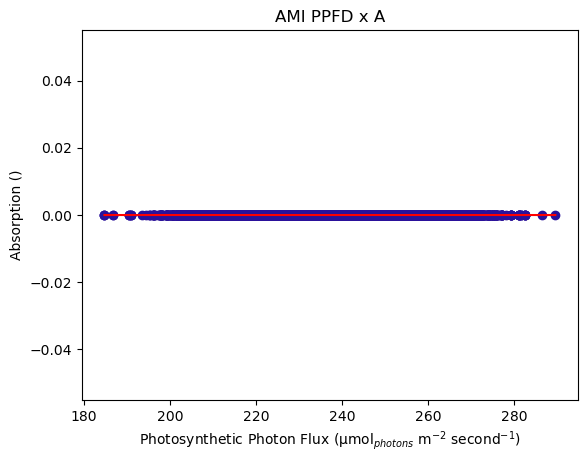 AMI PPFD x A
0.04
0.02
0.00
−0.02
−0.04
Absorption ()
180 200 220 240 260 280
Photosynthetic Photon Flux (μmol$_{photons}$ m$^{−2}$ second$^{−1}$)